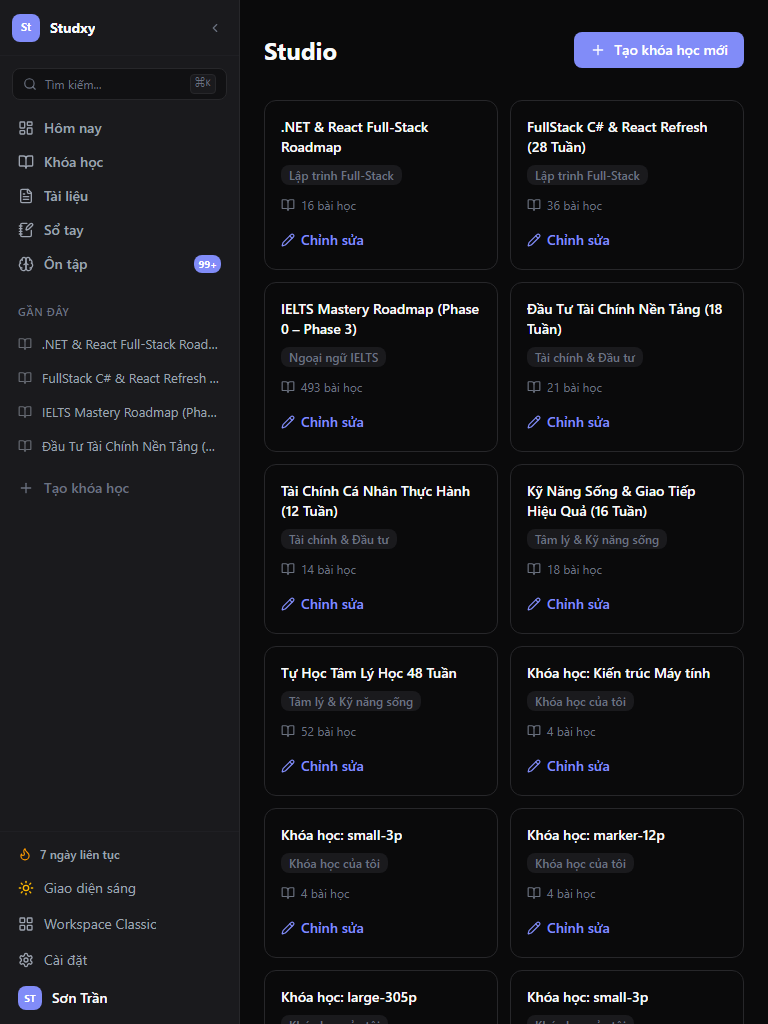 St Studxy
Tìm kiếm... ⌘K
Hôm nay
Khóa học
Tài liệu
Sổ tay
Ôn tập 99+
GẦN ĐÂY
.NET & React Full-Stack Road...
FullStack C# & React Refresh ...
IELTS Mastery Roadmap (Pha...
Đầu Tư Tài Chính Nền Tảng (...
Tạo khóa học
7 ngày liên tục
Giao diện sáng
Workspace Classic
Cài đặt
ST Sơn Trần
Studio
Tạo khóa học mới
.NET & React Full-Stack
Roadmap
Lập trình Full-Stack
16 bài học
Chỉnh sửa
FullStack C# & React Refresh
(28 Tuần)
Lập trình Full-Stack
36 bài học
Chỉnh sửa
IELTS Mastery Roadmap (Phase
0 – Phase 3)
Ngoại ngữ IELTS
493 bài học
Chỉnh sửa
Đầu Tư Tài Chính Nền Tảng (18
Tuần)
Tài chính & Đầu tư
21 bài học
Chỉnh sửa
Tài Chính Cá Nhân Thực Hành
(12 Tuần)
Tài chính & Đầu tư
14 bài học
Chỉnh sửa
Kỹ Năng Sống & Giao Tiếp
Hiệu Quả (16 Tuần)
Tâm lý & Kỹ năng sống
18 bài học
Chỉnh sửa
Tự Học Tâm Lý Học 48 Tuần
Tâm lý & Kỹ năng sống
52 bài học
Chỉnh sửa
Khóa học: Kiến trúc Máy tính
Khóa học của tôi
4 bài học
Chỉnh sửa
Khóa học: small-3p
Khóa học của tôi
4 bài học
Chỉnh sửa
Khóa học: marker-12p
Khóa học của tôi
4 bài học
Chỉnh sửa
Khóa học: large-305p
Khóa học của tôi
Khóa học: small-3p
Khóa học của tôi